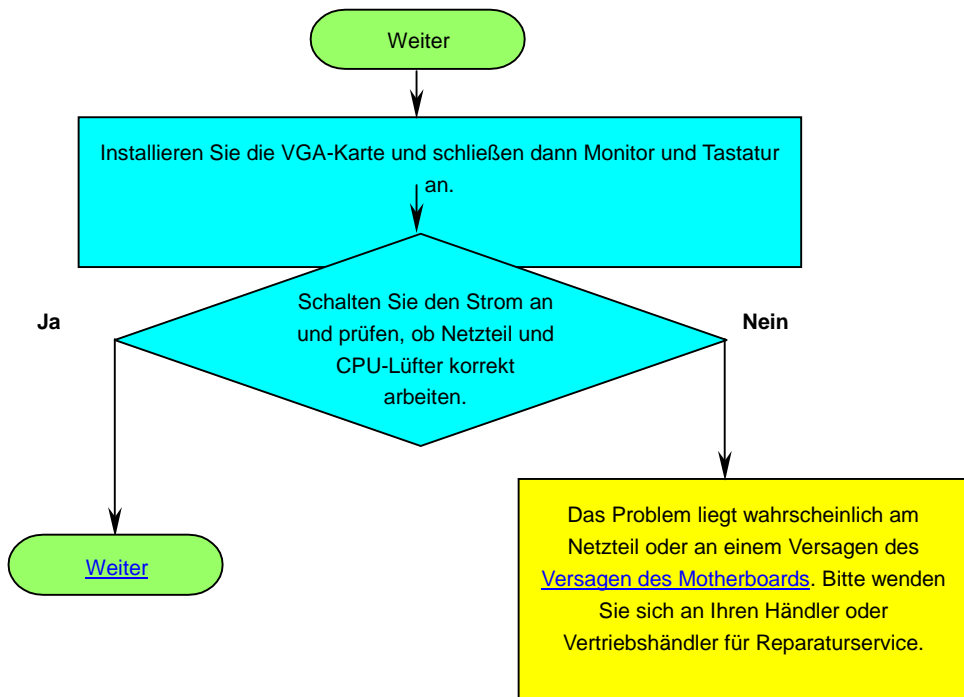 Weiter
Installieren Sie die VGA-Karte und schließen dann Monitor und Tastatur
an.
Schalten Sie den Strom an
und prüfen, ob Netzteil und
CPU-Lüfter korrekt
arbeiten.
Ja
Nein
Weiter
Das Problem liegt wahrscheinlich am
Netzteil oder an einem Versagen des
Versagen des Motherboards. Bitte wenden
Sie sich an Ihren Händler oder
Vertriebshändler für Reparaturservice.